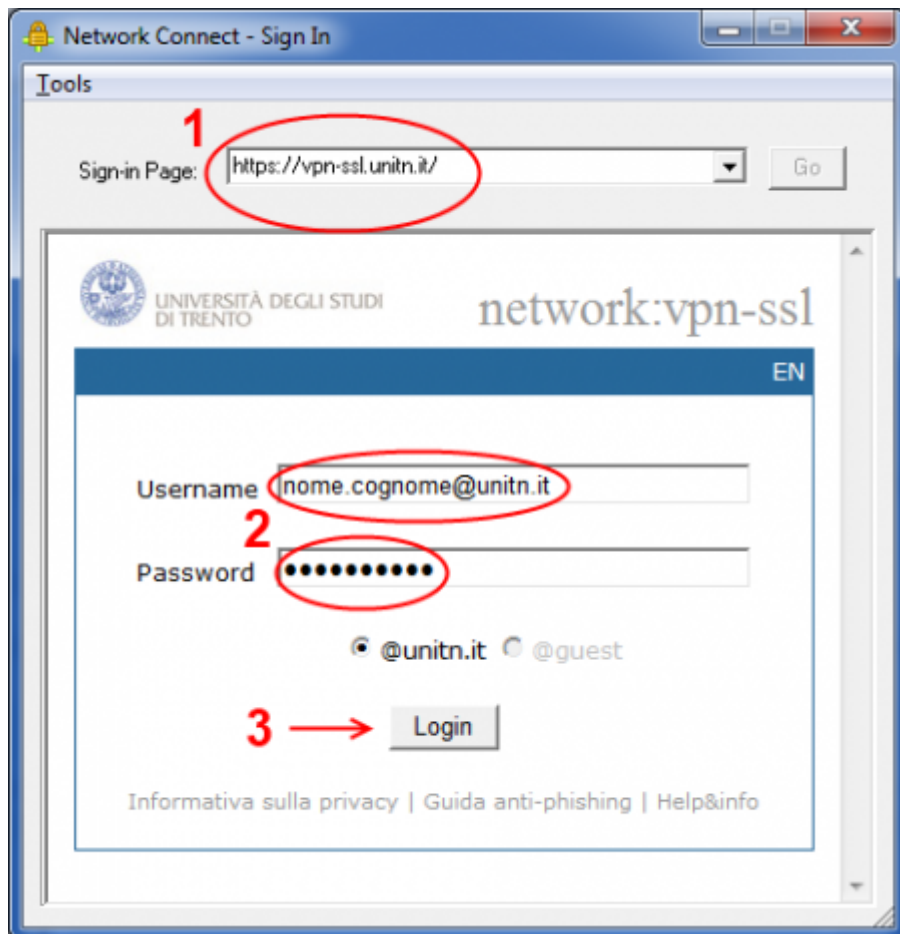 Network Connect - Sign In
Tools
1
Sign-in Page: https://vpn-ssl.unitn.it/ Go
UNIVERSITÀ DEGLI STUDI
DI TRENTO
network:vpn-ssl
EN
Username nome.cognome@unitn.it
2
Password ••••••••••
@unitn.it @guest
3 Login
Informativa sulla privacy | Guida anti-phishing | Help&info